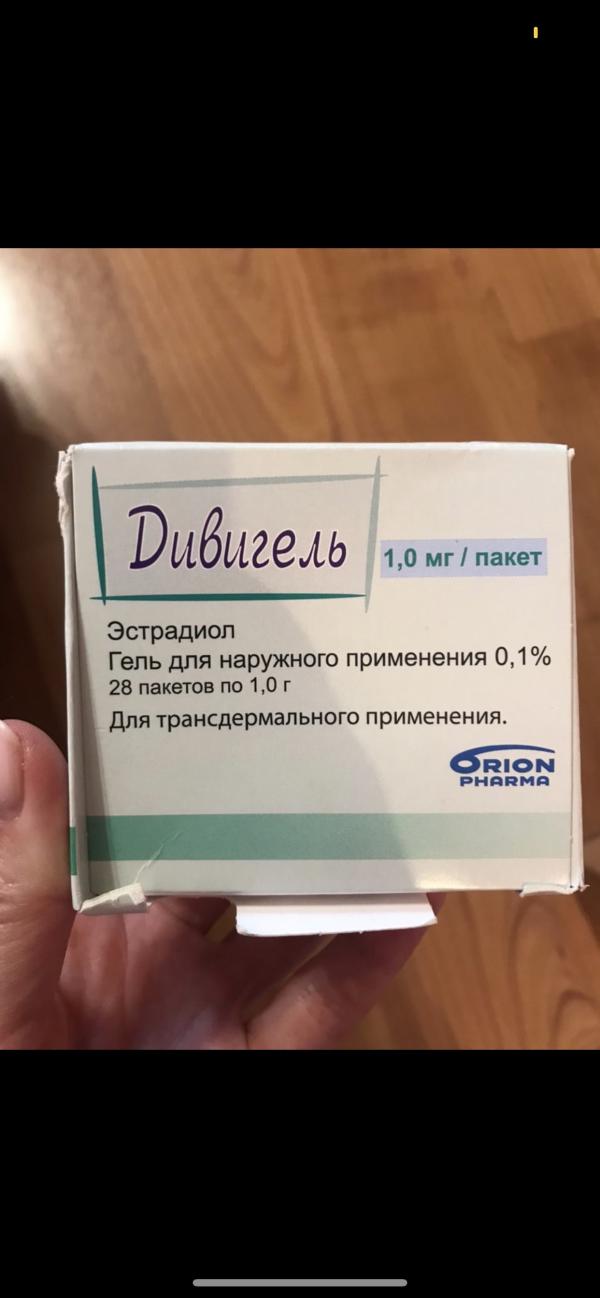 Дивигель
1,0 мг / пакет
Эстрадиол
Гель для наружного применения 0,1%
28 пакетов по 1,0 г
Для трансдермального применения.
ORION
PHARMA